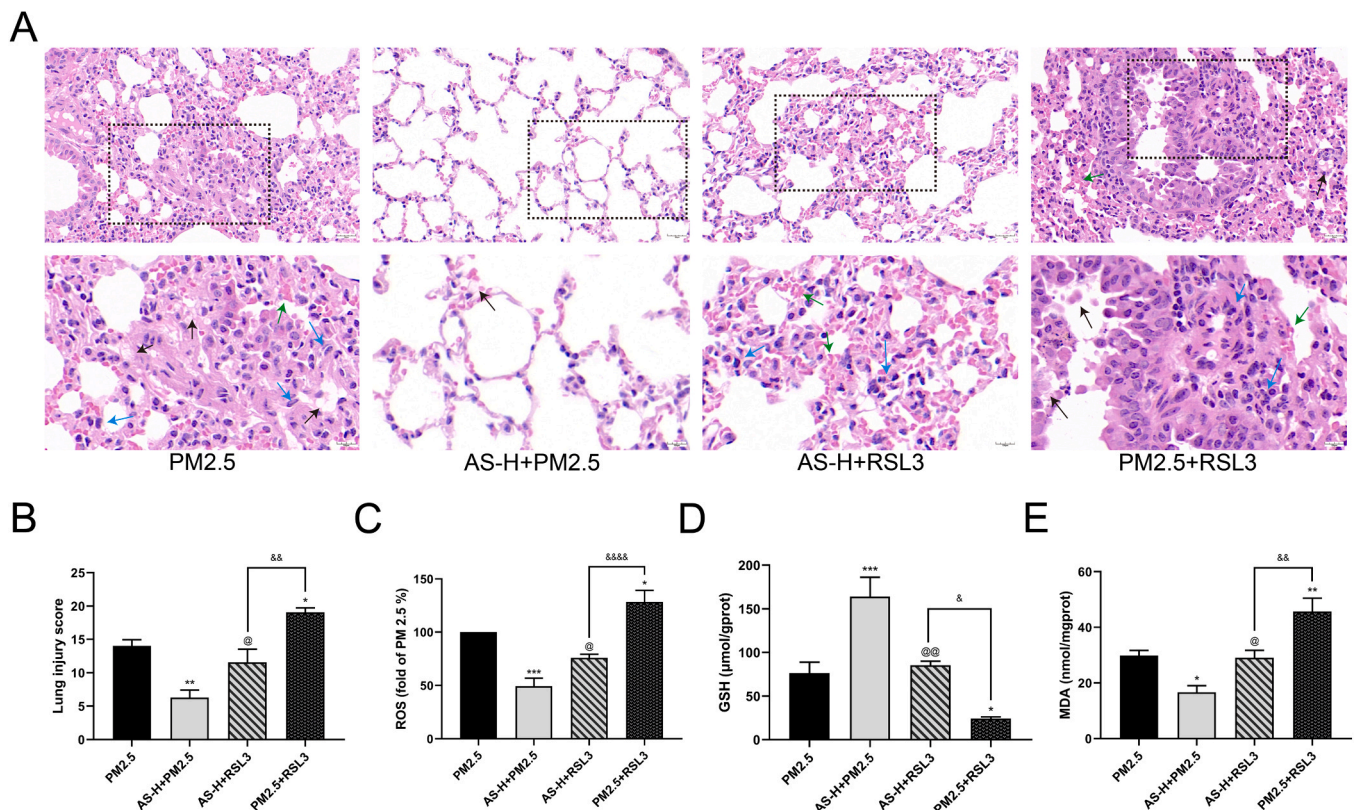 A
PM2.5
AS-H+PM2.5
AS-H+RSL3
PM2.5+RSL3
B
Lung injury score
25
20
15
10
5
0
**
@
*
&&
PM2.5
AS-H+PM2.5
AS-H+RSL3
PM2.5+RSL3
C
ROS (fold of PM 2.5 %)
150
100
50
0
***
@
*
&&&&
PM2.5
AS-H+PM2.5
AS-H+RSL3
PM2.5+RSL3
D
GSH (μmol/gprot)
200
150
100
50
0
***
@@
*
&
PM2.5
AS-H+PM2.5
AS-H+RSL3
PM2.5+RSL3
E
MDA (nmol/mgprot)
60
40
20
0
*
@
**
&&
PM2.5
AS-H+PM2.5
AS-H+RSL3
PM2.5+RSL3